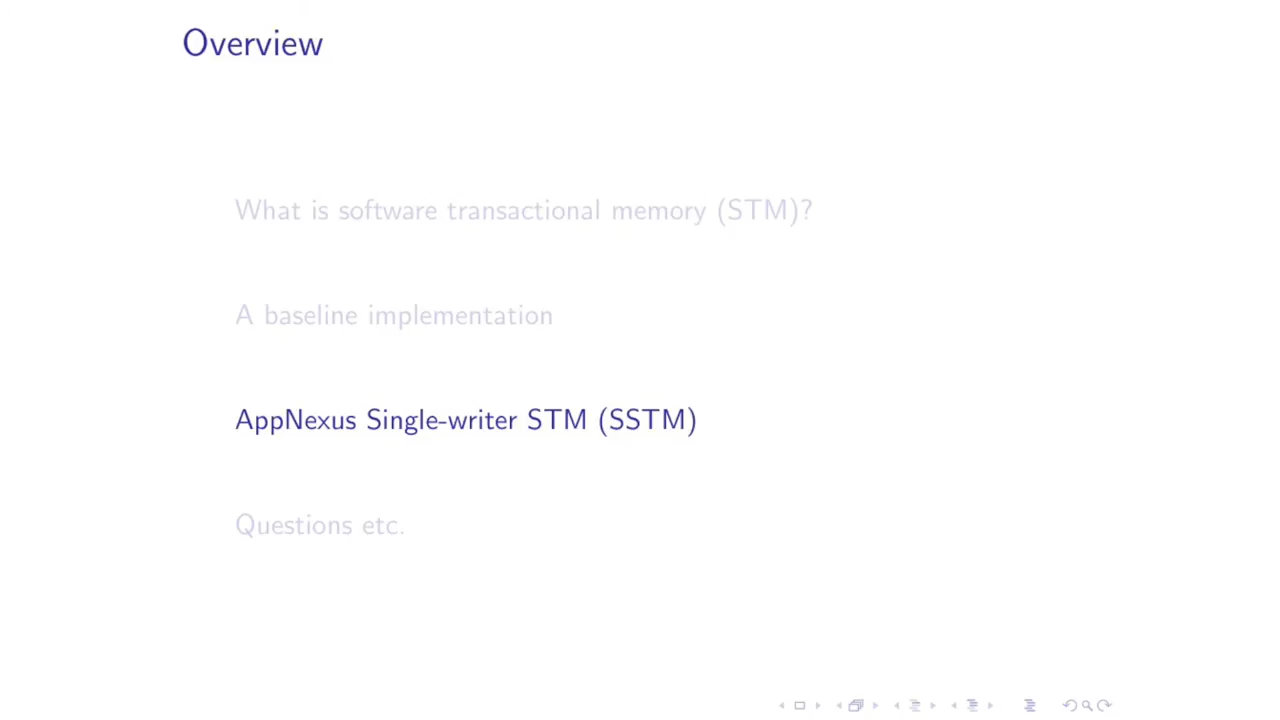 Overview
What is software transactional memory (STM)?
A baseline implementation
AppNexus Single-writer STM (SSTM)
Questions etc.